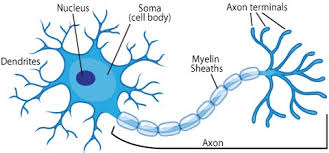 Nucleus
Soma
(cell body)
Axon terminals
Dendrites
Myelin
Sheaths
Axon